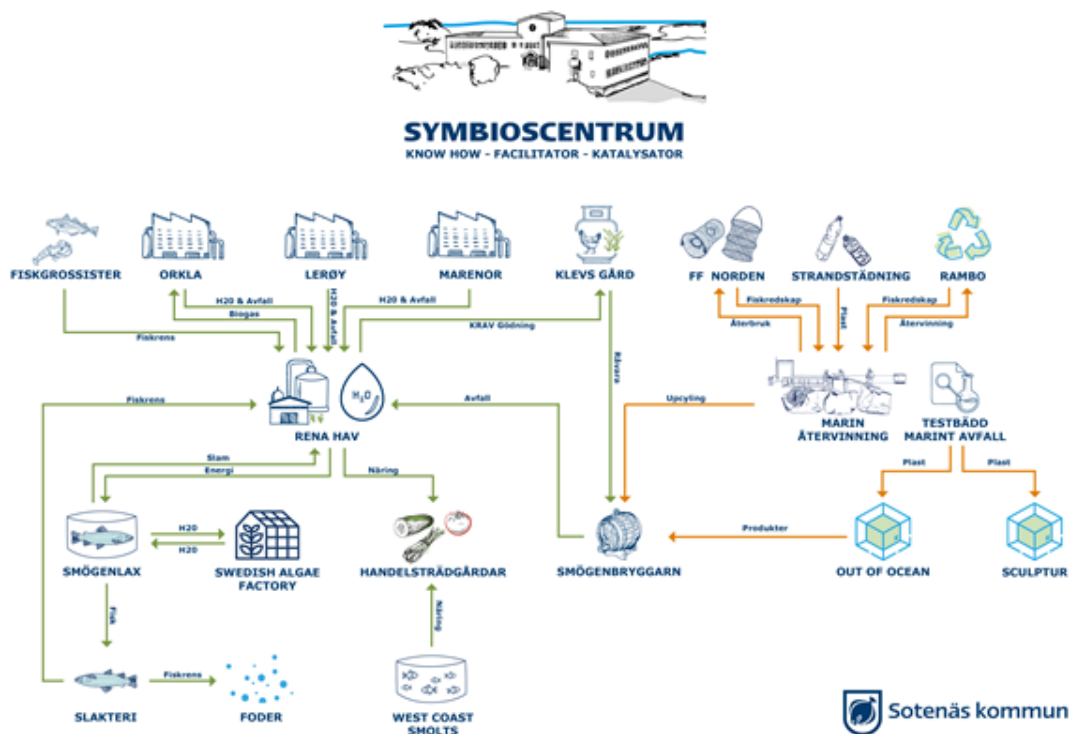 SYMBIOSCENTRUM
KNOW HOW - FACILITATOR - KATALYSATOR
FISKGROSSISTER
ORKLA
LERØY
MARENOR
KLEVS GÅRD
FF NORDEN
STRANDSTÄDNING
RAMBO
H20 & Avfall
Biogas
H20 & Avfall
H20 & Avfall
Fiskrens
KRAV Gödning
Råvara
Fiskredskap
Återbruk
Plast
Fiskredskap
Återvinning
H2O
RENA HAV
Fiskrens
Avfall
Upcyling
MARIN
ÅTERVINNING
TESTBÄDD
MARINT AVFALL
Slam
Energi
Näring
Plast
Plast
H20
H20
Produkter
SMÖGENLAX
SWEDISH ALGAE
FACTORY
HANDELSTRÄDGÅRDAR
SMÖGENBRYGGARN
OUT OF OCEAN
SCULPTUR
Fisk
Näring
Fiskrens
SLAKTERI
FODER
WEST COAST
SMOLTS
Sotenäs kommun